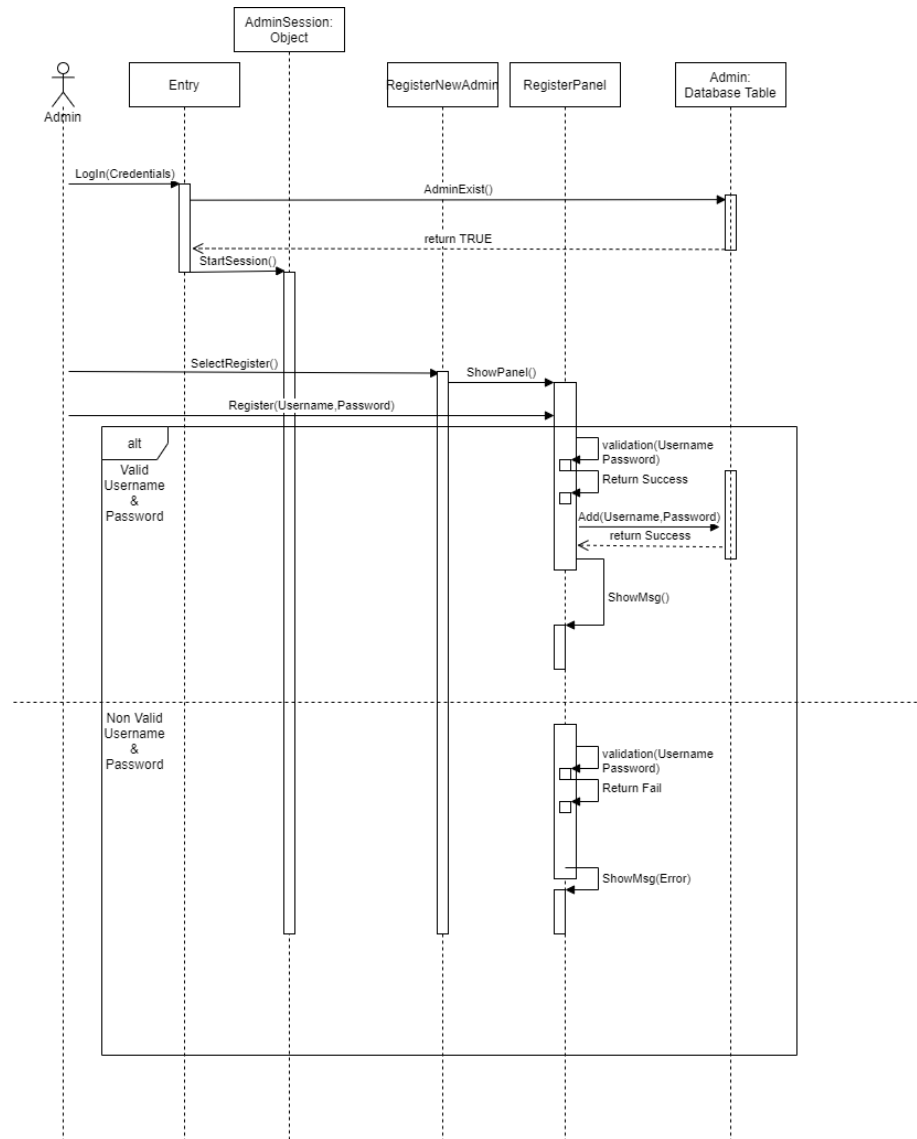 AdminSession:
Object
Entry
RegisterNewAdmin
RegisterPanel
Admin:
Database Table
Admin
LogIn(Credentials)
AdminExist()
return TRUE
StartSession()
SelectRegister()
ShowPanel()
Register(Username,Password)
alt
Valid
Username
&
Password
validation(Username
Password)
Return Success
Add(Username,Password)
return Success
ShowMsg()
Non Valid
Username
&
Password
validation(Username
Password)
Return Fail
ShowMsg(Error)